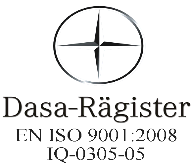 Dasa-Rägister
EN ISO 9001:2008
IQ-0305-05